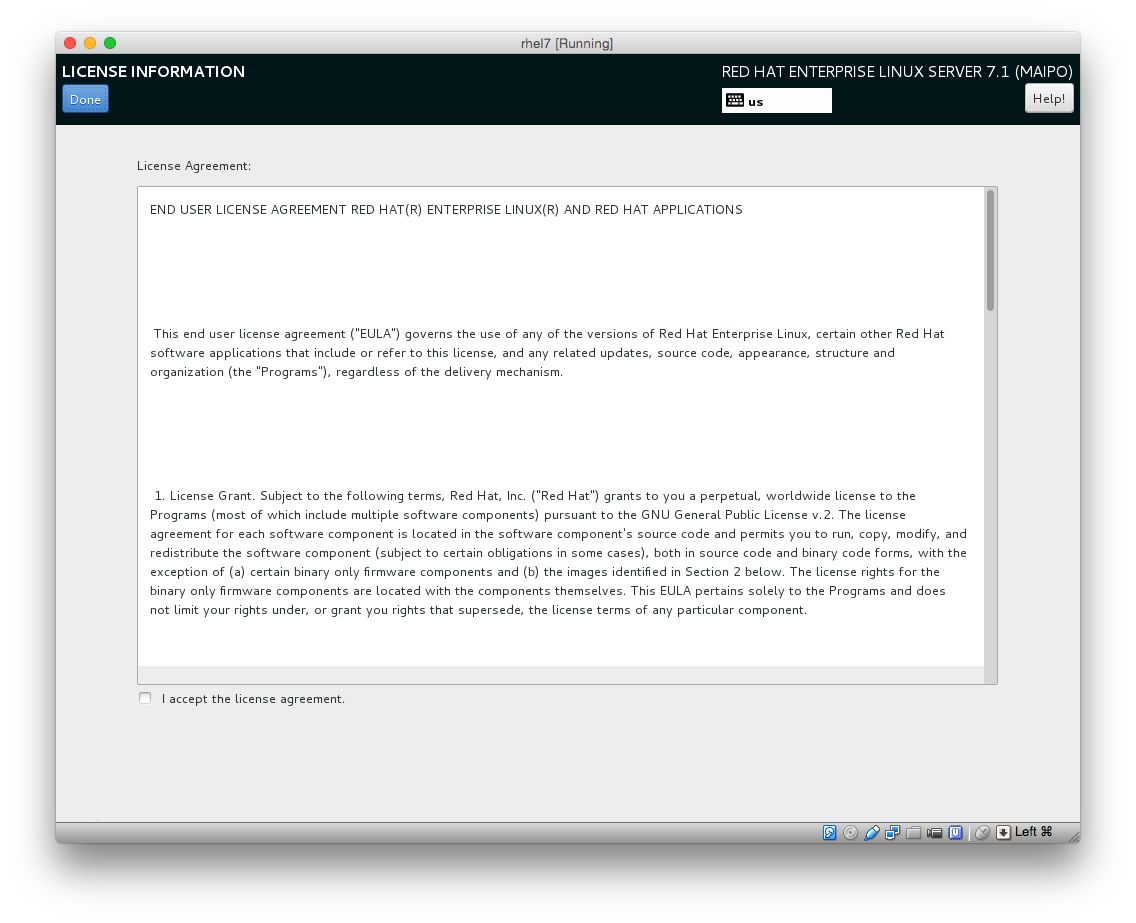 rhel7 [Running]
LICENSE INFORMATION
RED HAT ENTERPRISE LINUX SERVER 7.1 (MAIPO)
Done
us
Help!
License Agreement:
END USER LICENSE AGREEMENT RED HAT(R) ENTERPRISE LINUX(R) AND RED HAT APPLICATIONS
This end user license agreement ("EULA") governs the use of any of the versions of Red Hat Enterprise Linux, certain other Red Hat
software applications that include or refer to this license, and any related updates, source code, appearance, structure and
organization (the "Programs"), regardless of the delivery mechanism.
1. License Grant. Subject to the following terms, Red Hat, Inc. ("Red Hat") grants to you a perpetual, worldwide license to the
Programs (most of which include multiple software components) pursuant to the GNU General Public License v.2. The license
agreement for each software component is located in the software component's source code and permits you to run, copy, modify, and
redistribute the software component (subject to certain obligations in some cases), both in source code and binary code forms, with the
exception of (a) certain binary only firmware components and (b) the images identified in Section 2 below. The license rights for the
binary only firmware components are located with the components themselves. This EULA pertains solely to the Programs and does
not limit your rights under, or grant you rights that supersede, the license terms of any particular component.
I accept the license agreement.
Left ⌘